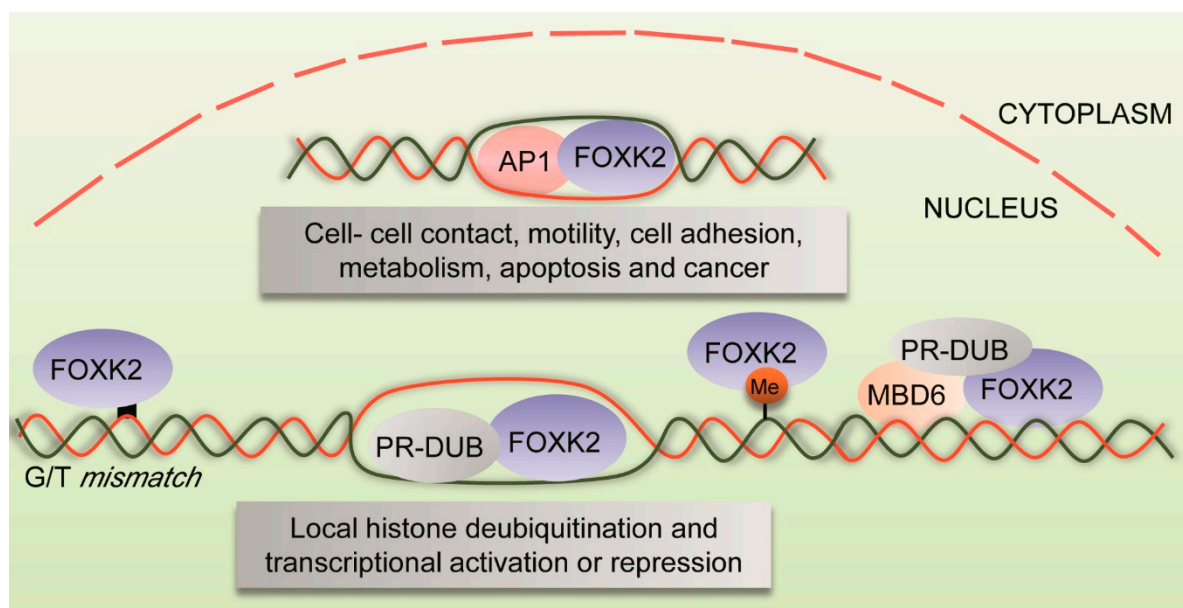 CYTOPLASM
AP1
FOXK2
NUCLEUS
Cell- cell contact, motility, cell adhesion,
metabolism, apoptosis and cancer
FOXK2
G/T mismatch
PR-DUB
FOXK2
FOXK2
Me
PR-DUB
MBD6
FOXK2
Local histone deubiquitination and
transcriptional activation or repression